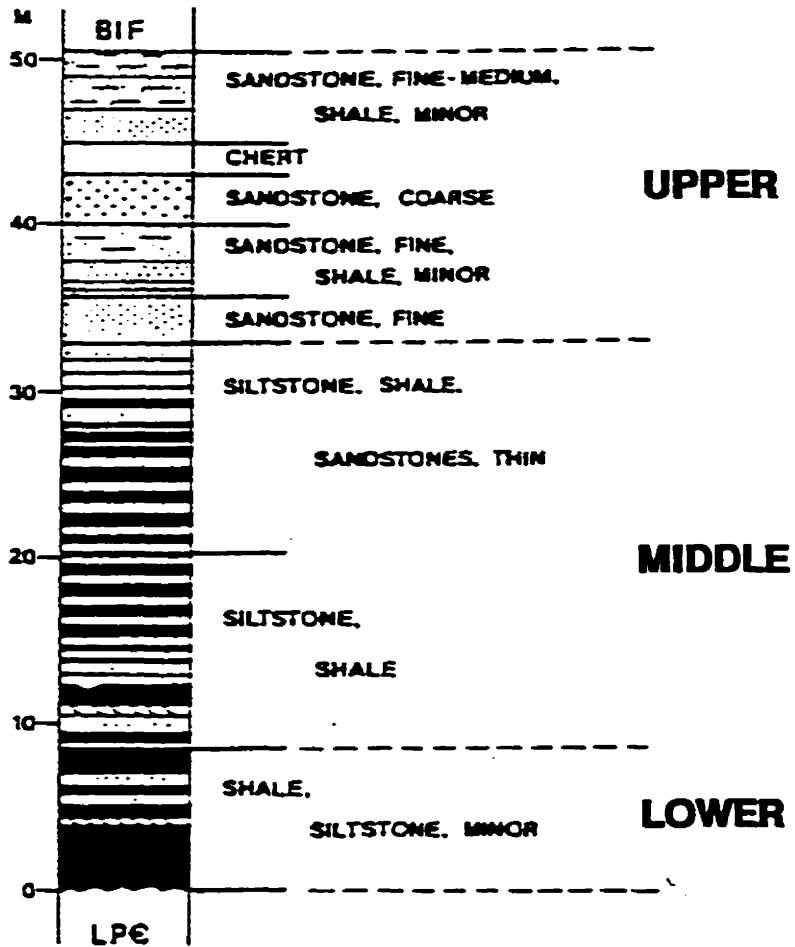 M
BIF
50
SANDSTONE, FINE-MEDIUM,
SHALE, MINOR
CHERT
UPPER
SANDSTONE, COARSE
40
SANDSTONE, FINE,
SHALE, MINOR
SANDSTONE, FINE
30
SILTSTONE, SHALE,
SANDSTONES, THIN
20
MIDDLE
SILTSTONE,
SHALE
10
SHALE,
LOWER
SILTSTONE, MINOR
0
LP€